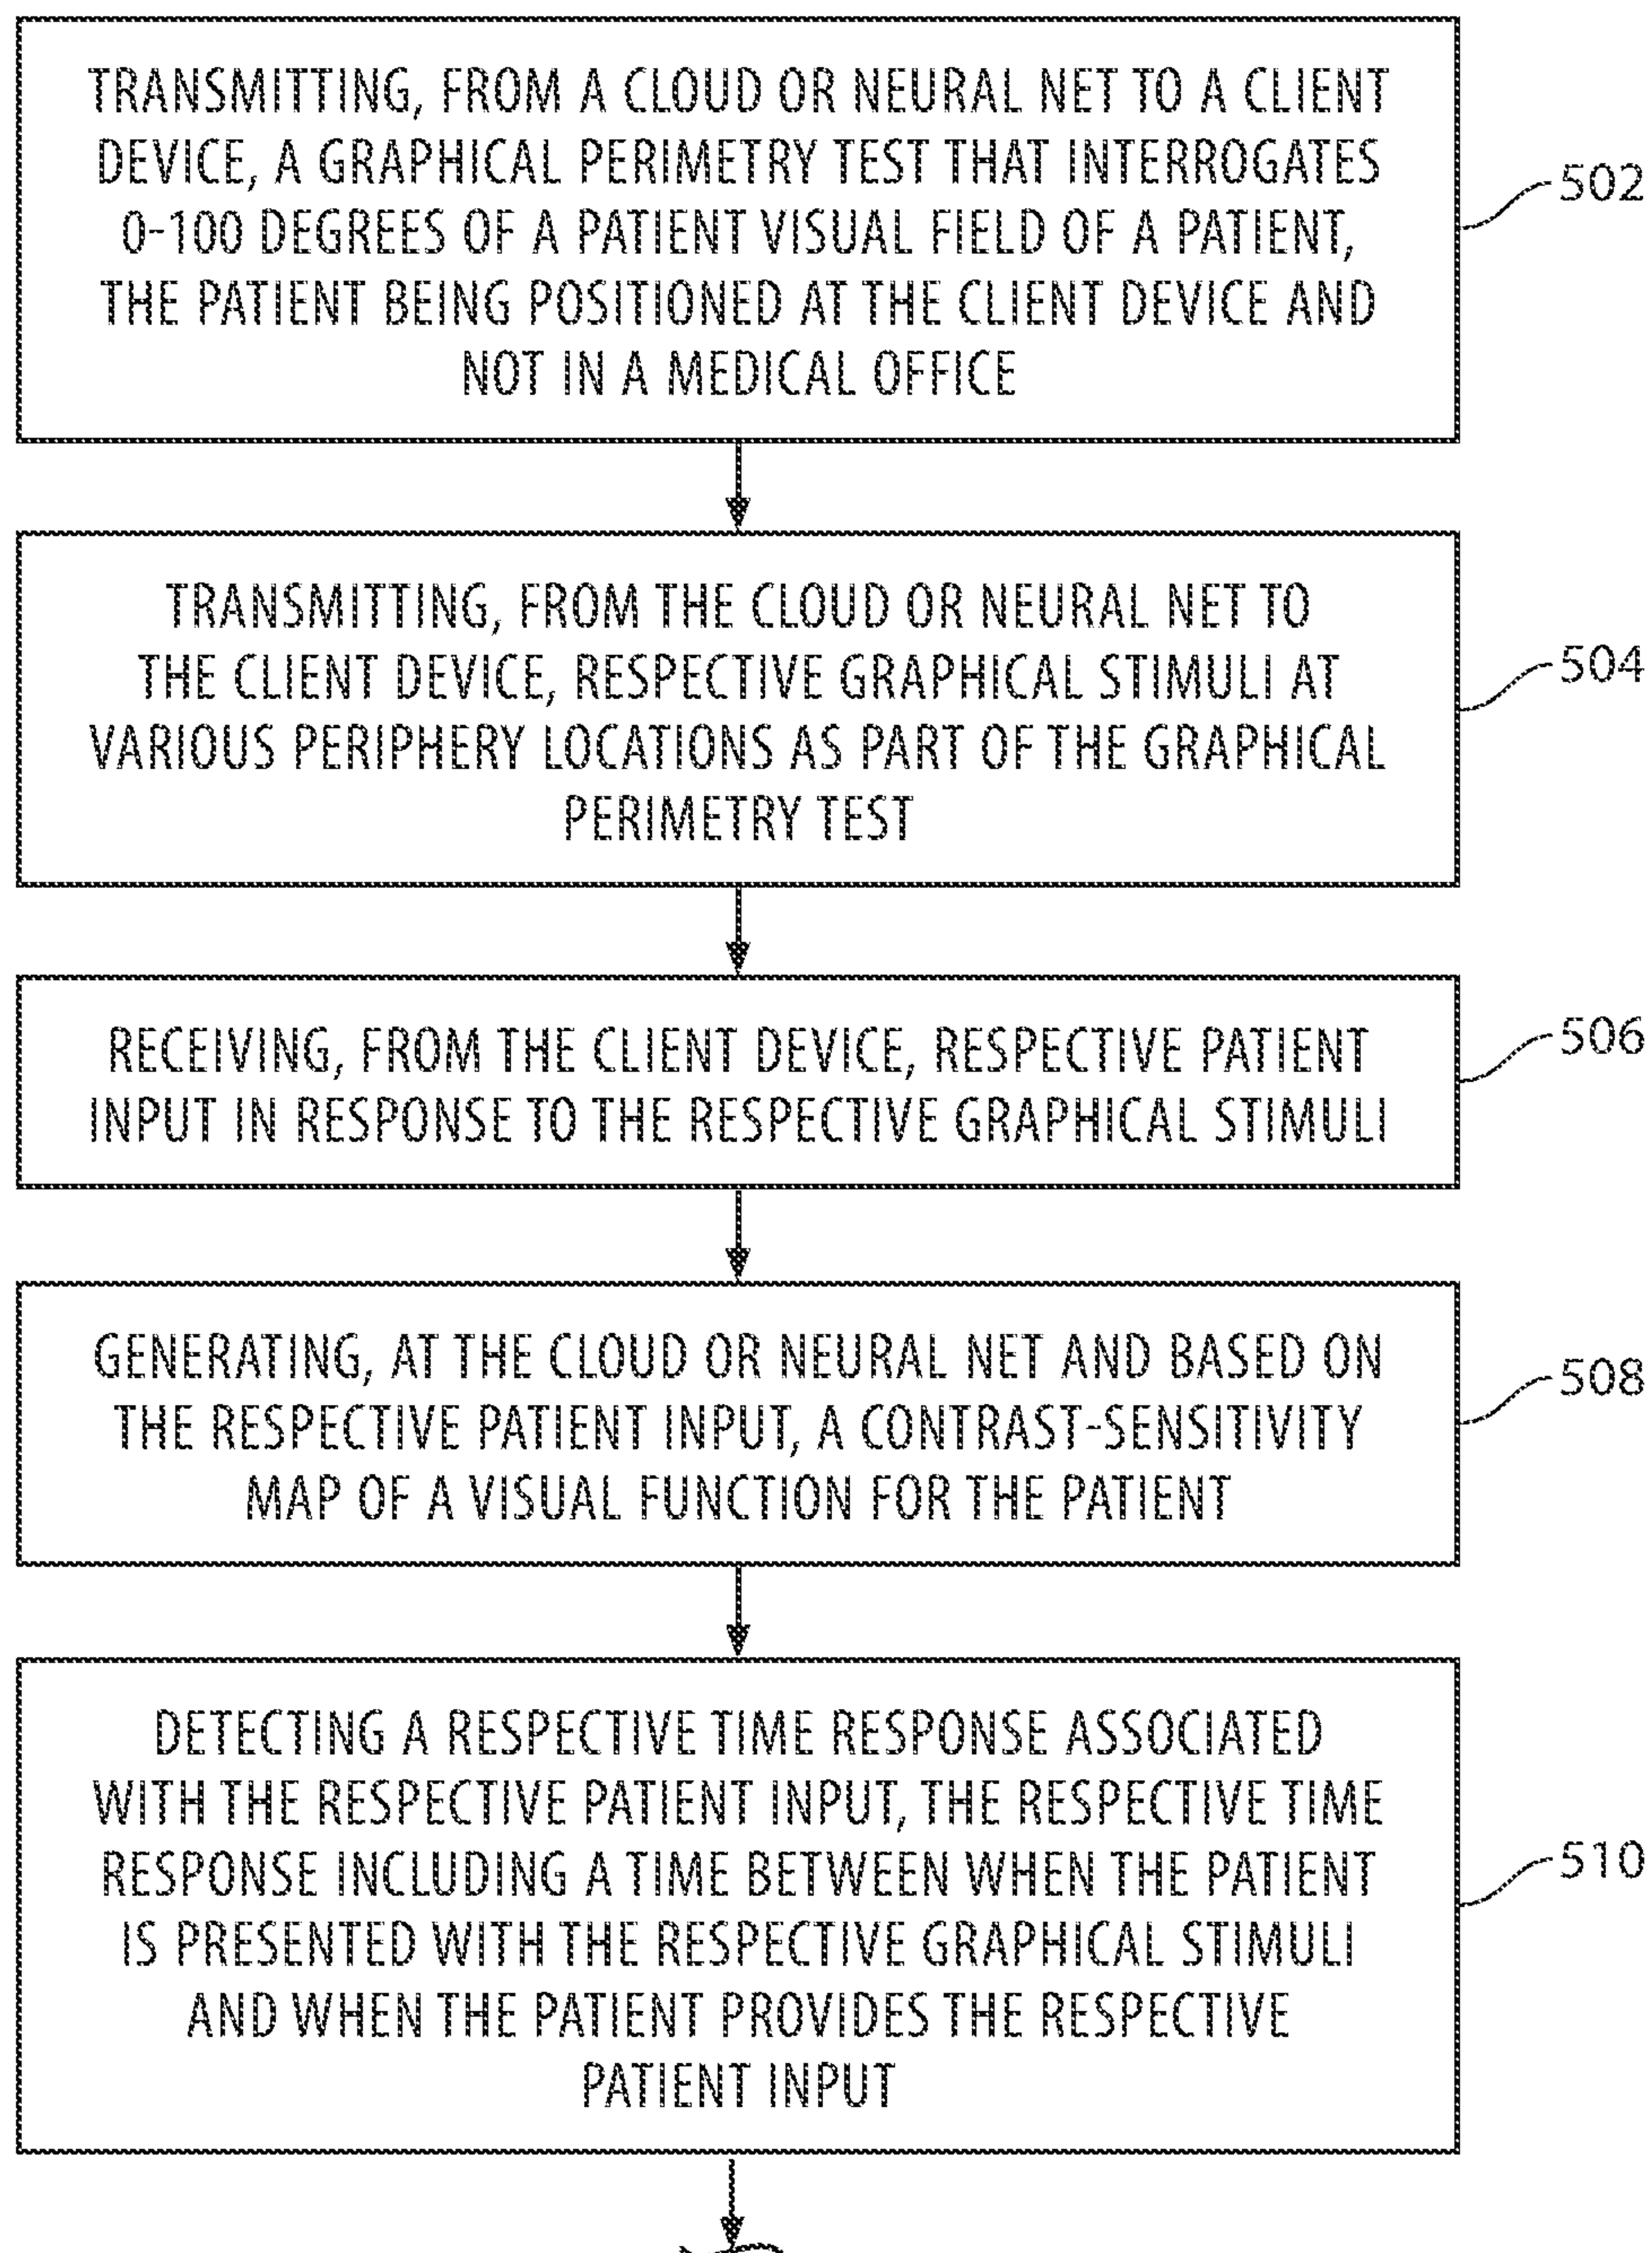 TRANSMITTING, FROM A CLOUD OR NEURAL NET TO A CLIENT
DEVICE, A GRAPHICAL PERIMETRY TEST THAT INTERROGATES
0-100 DEGREES OF A PATIENT VISUAL FIELD OF A PATIENT,
THE PATIENT BEING POSITIONED AT THE CLIENT DEVICE AND
NOT IN A MEDICAL OFFICE
502
TRANSMITTING, FROM THE CLOUD OR NEURAL NET TO
THE CLIENT DEVICE, RESPECTIVE GRAPHICAL STIMULI AT
VARIOUS PERIPHERY LOCATIONS AS PART OF THE GRAPHICAL
PERIMETRY TEST
504
RECEIVING, FROM THE CLIENT DEVICE, RESPECTIVE PATIENT
INPUT IN RESPONSE TO THE RESPECTIVE GRAPHICAL STIMULI
506
GENERATING, AT THE CLOUD OR NEURAL NET AND BASED ON
THE RESPECTIVE PATIENT INPUT, A CONTRAST-SENSITIVITY
MAP OF A VISUAL FUNCTION FOR THE PATIENT
508
DETECTING A RESPECTIVE TIME RESPONSE ASSOCIATED
WITH THE RESPECTIVE PATIENT INPUT, THE RESPECTIVE TIME
RESPONSE INCLUDING A TIME BETWEEN WHEN THE PATIENT
IS PRESENTED WITH THE RESPECTIVE GRAPHICAL STIMULI
AND WHEN THE PATIENT PROVIDES THE RESPECTIVE
PATIENT INPUT
510